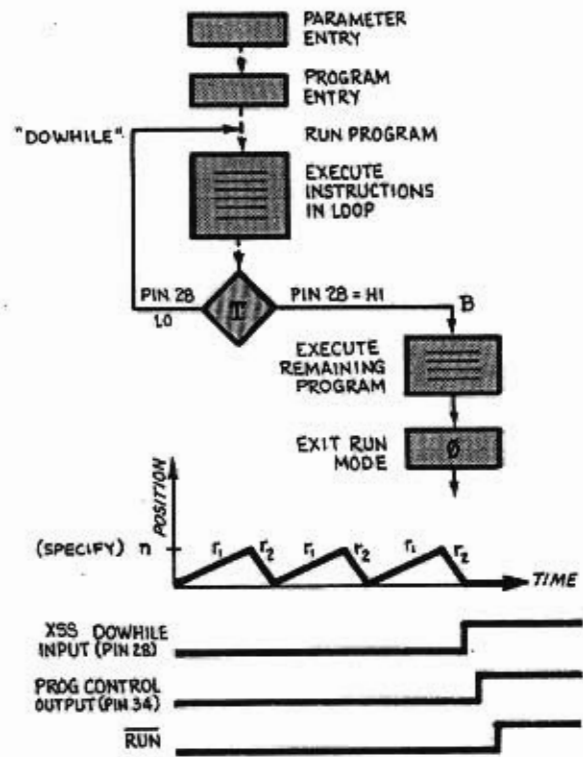 PARAMETER
ENTRY
PROGRAM
ENTRY
"DOWHILE"
RUN PROGRAM
EXECUTE
INSTRUCTIONS
IN LOOP
PIN 28
LO
T
PIN 28 = HI
B
EXECUTE
REMAINING
PROGRAM
EXIT RUN
MODE
Ø
POSITION
(SPECIFY) n
r₁ r₂ r₁ r₂ r₁ r₂
TIME
XSS DOWHILE
INPUT (PIN 28)
PROG CONTROL
OUTPUT (PIN 34)
RUN